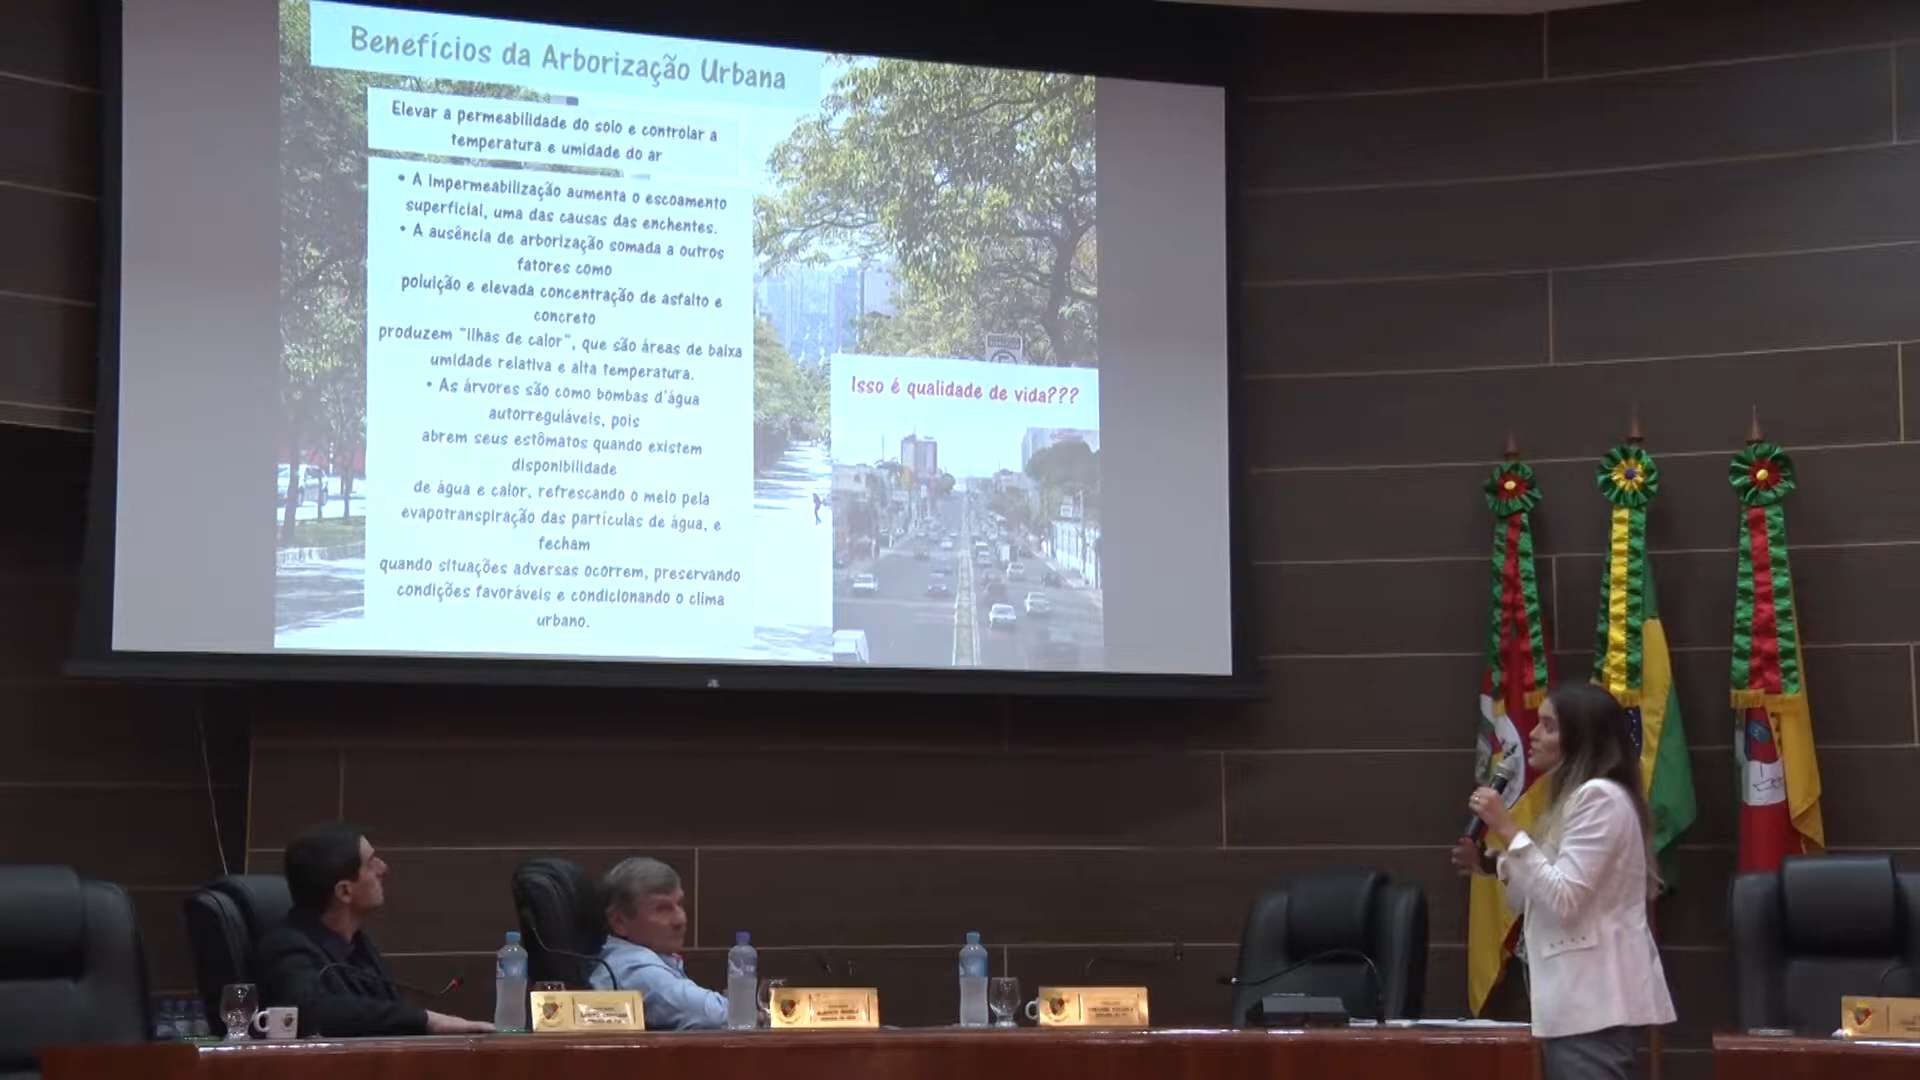 Benefícios da Arborização Urbana
Elevar a permeabilidade do solo e controlar a
temperatura e umidade do ar
• A impermeabilização aumenta o escoamento
superficial, uma das causas das enchentes.
• A ausência de arborização somada a outros
fatores como
poluição e elevada concentração de asfalto e
concreto
produzem "ilhas de calor", que são áreas de baixa
umidade relativa e alta temperatura.
• As árvores são como bombas d'água
autorreguláveis, pois
abrem seus estômatos quando existem
disponibilidade
de água e calor, refrescando o meio pela
evapotranspiração das partículas de água, e
fecham
quando situações adversas ocorrem, preservando
condições favoráveis e condicionando o clima
urbano.
Isso é qualidade de vida???